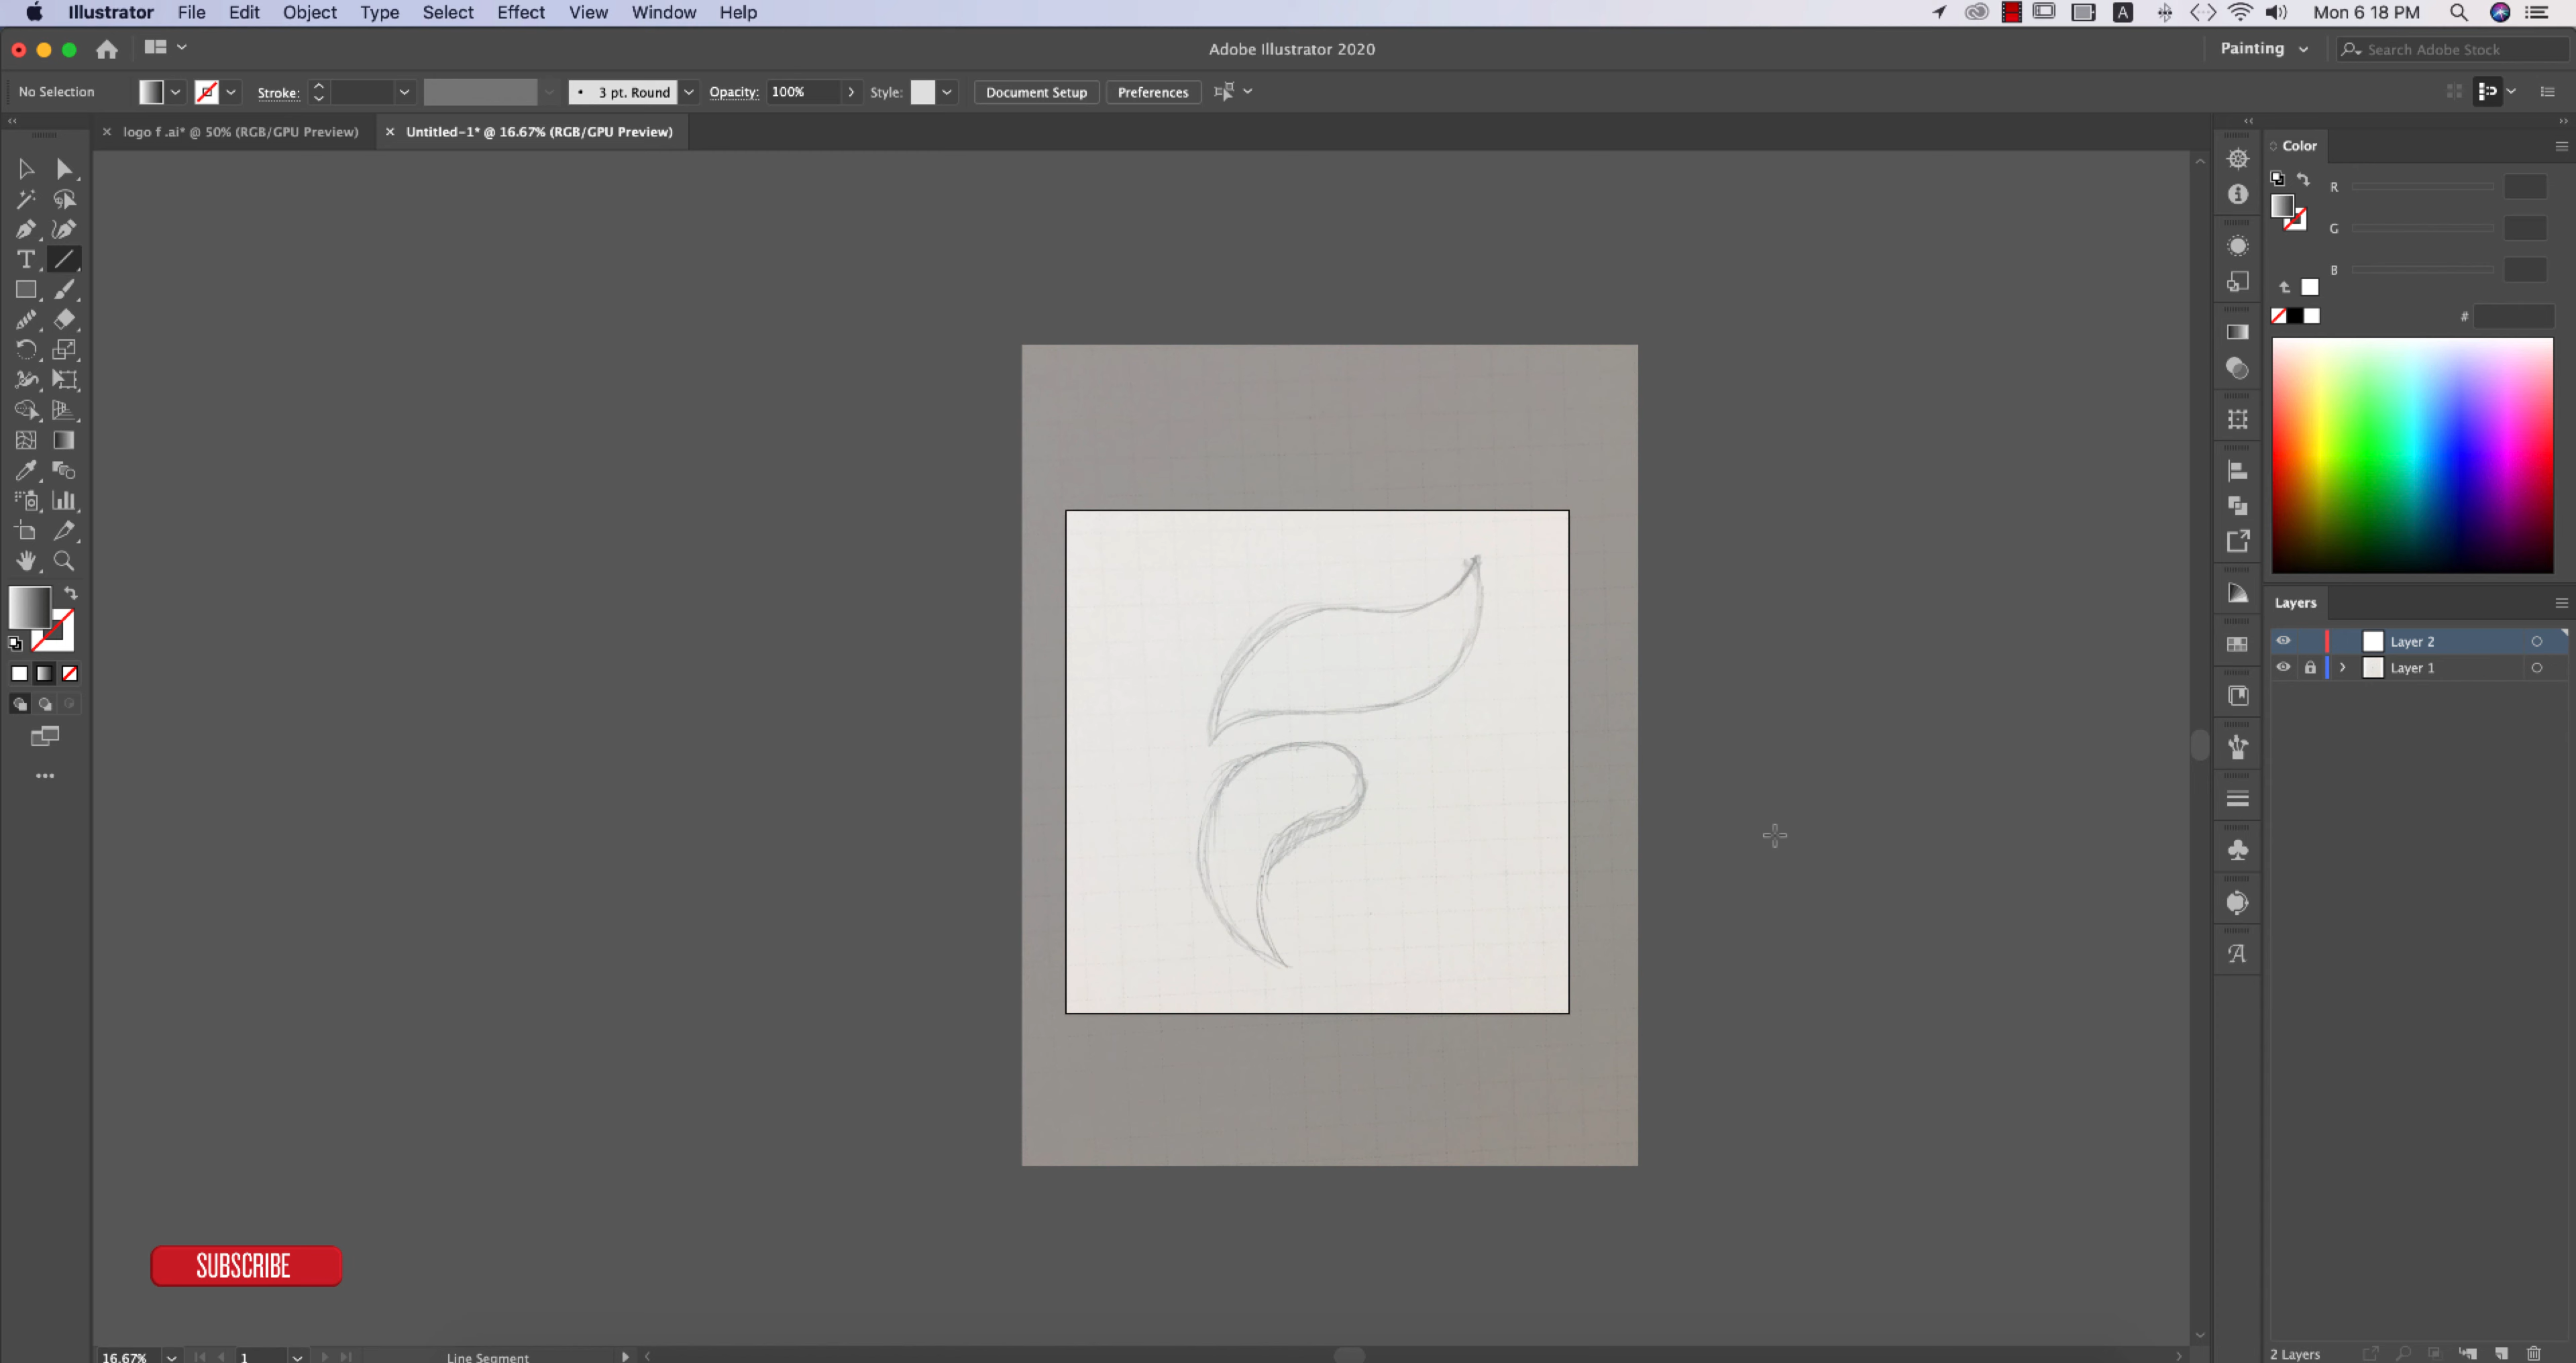 Illustrator File Edit Object Type Select Effect View Window Help
A
Mon 6 18 PM
Adobe Illustrator 2020
Painting
Search Adobe Stock
No Selection
Stroke:
3 pt. Round
Opacity: 100%
Style:
Document Setup
Preferences
logo f .ai* @ 50% (RGB/GPU Preview)
Untitled-1* @ 16.67% (RGB/GPU Preview)
Color
R
G
B
#
Layers
Layer 2
Layer 1
SUBSCRIBE
16.67%
1
Line Segment
2 Layers